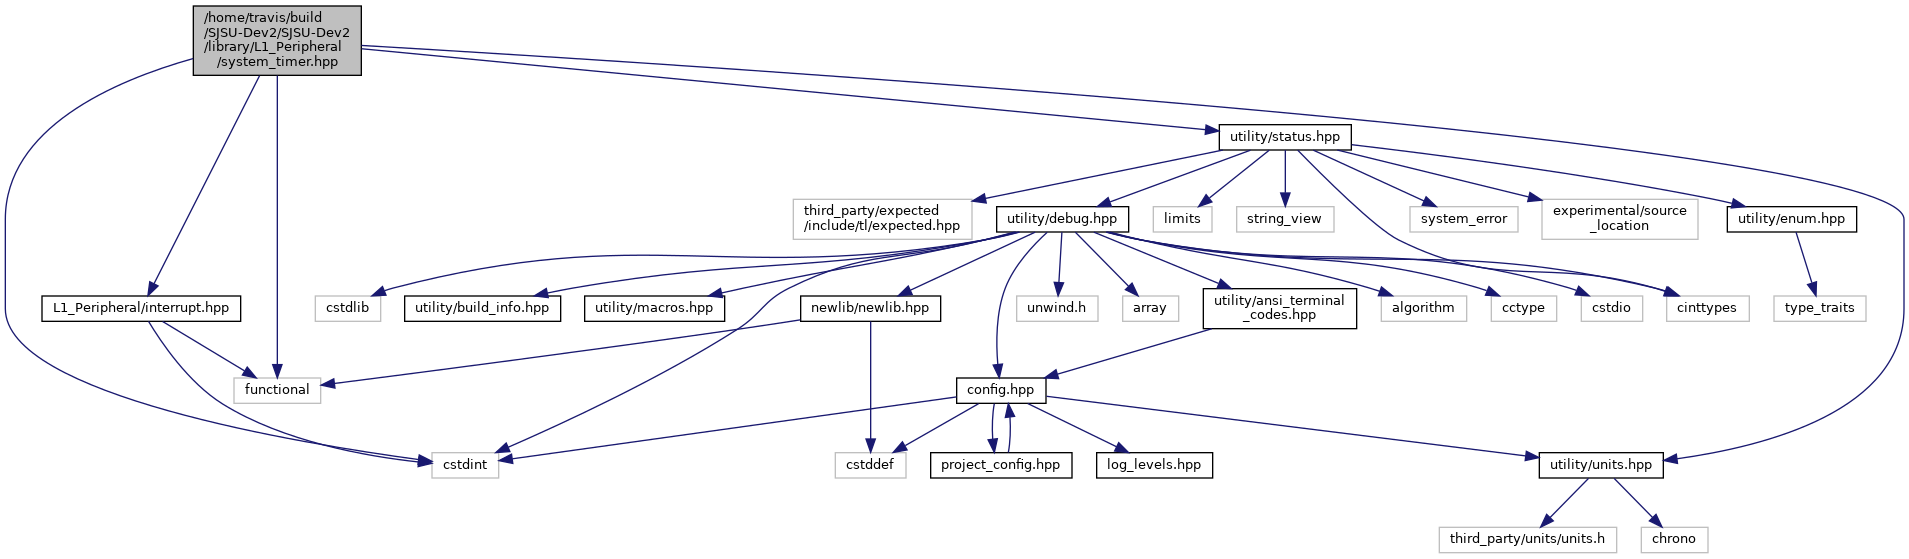 /home/travis/build
/SJSU-Dev2/SJSU-Dev2
/library/L1_Peripheral
/system_timer.hpp
utility/status.hpp
third_party/expected
/include/tl/expected.hpp
utility/debug.hpp
limits
string_view
system_error
experimental/source
_location
utility/enum.hpp
L1_Peripheral/interrupt.hpp
cstdlib
utility/build_info.hpp
utility/macros.hpp
newlib/newlib.hpp
unwind.h
array
utility/ansi_terminal
_codes.hpp
algorithm
cctype
cstdio
cinttypes
type_traits
functional
config.hpp
cstdint
cstddef
project_config.hpp
log_levels.hpp
utility/units.hpp
third_party/units/units.h
chrono